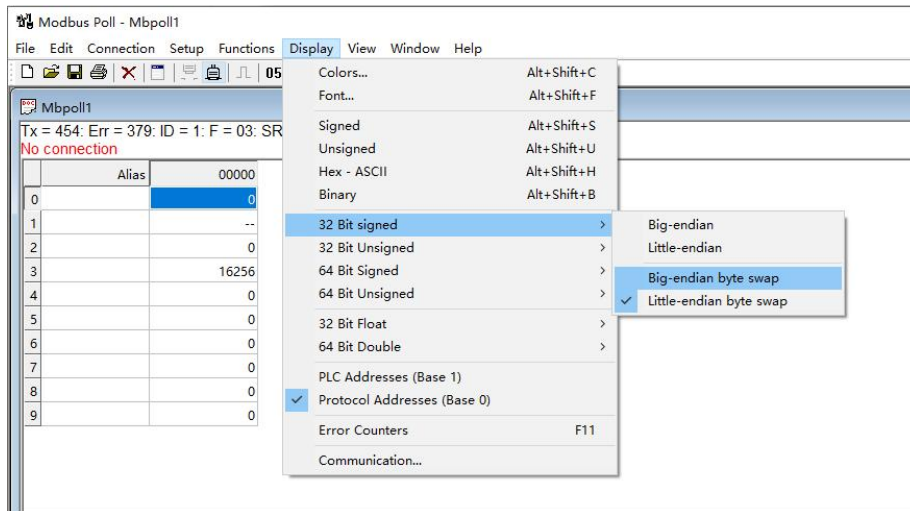 Modbus Poll - Mbpoll1
File Edit Connection Setup Functions Display View Window Help
05
Mbpoll1
Tx = 454: Err = 379: ID = 1: F = 03: SR
No connection
Alias 00000
0 0
1 --
2 0
3 16256
4 0
5 0
6 0
7 0
8 0
9 0
Colors... Alt+Shift+C
Font... Alt+Shift+F
Signed Alt+Shift+S
Unsigned Alt+Shift+U
Hex - ASCII Alt+Shift+H
Binary Alt+Shift+B
32 Bit signed >
32 Bit Unsigned >
64 Bit Signed >
64 Bit Unsigned >
32 Bit Float >
64 Bit Double >
PLC Addresses (Base 1)
Protocol Addresses (Base 0)
Error Counters F11
Communication...
Big-endian
Little-endian
Big-endian byte swap
Little-endian byte swap